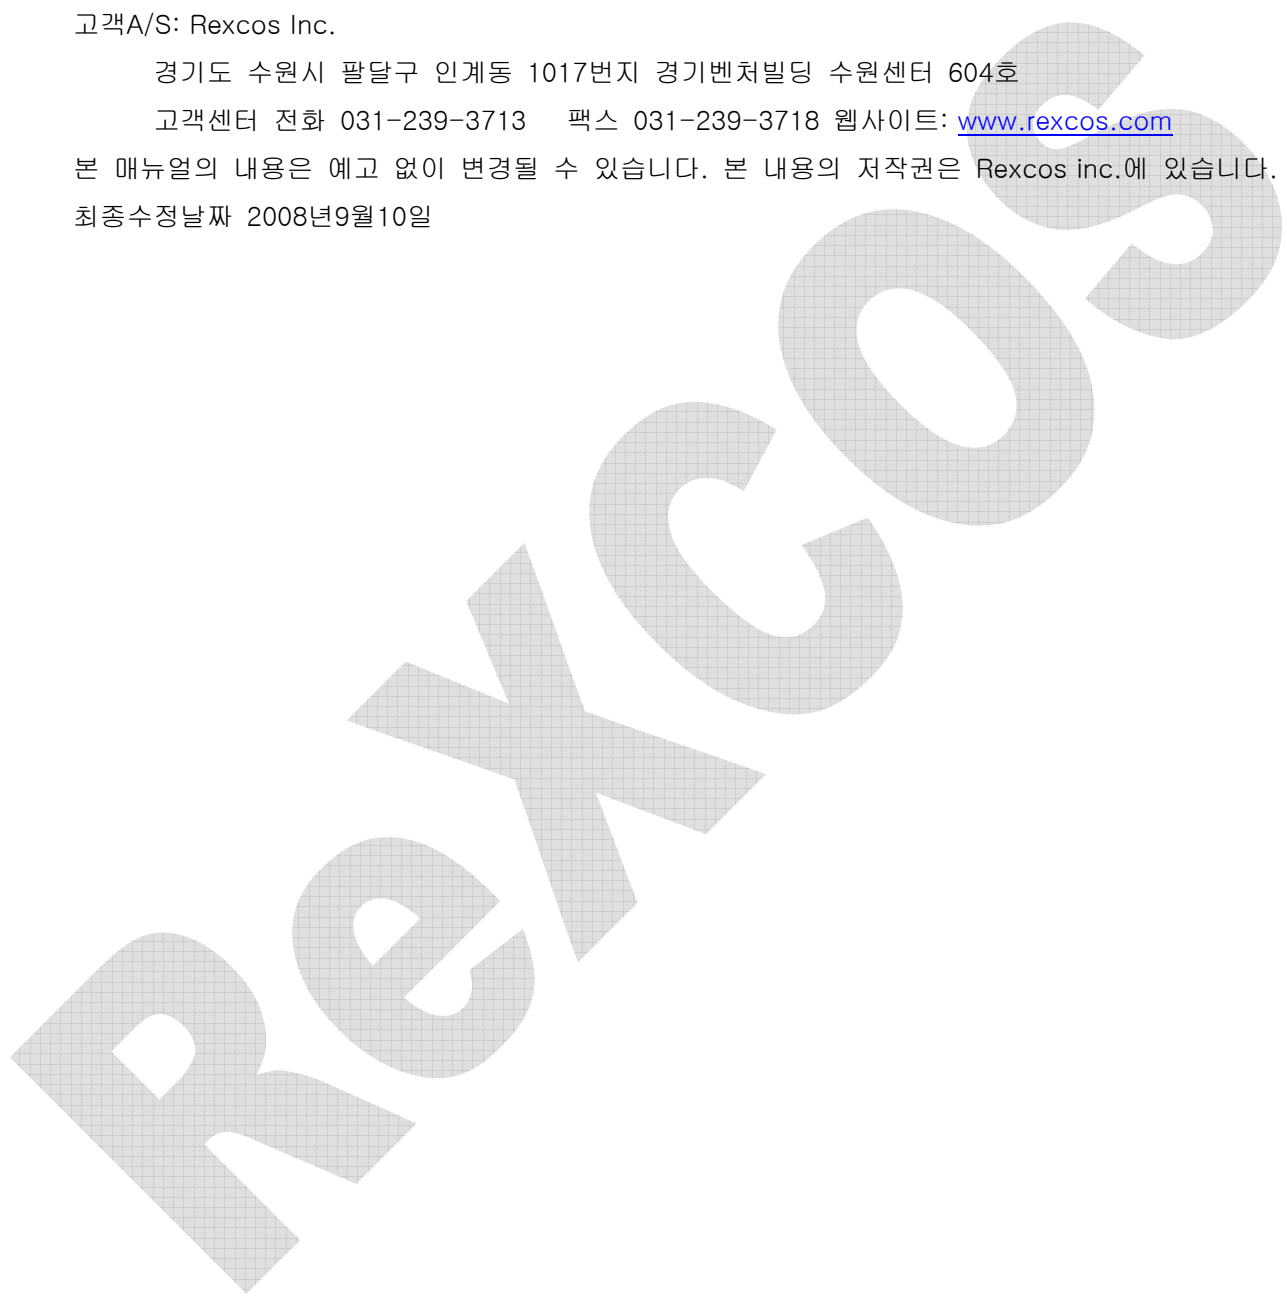 고객A/S: Rexcos Inc.
경기도 수원시 팔달구 인계동 1017번지 경기벤처빌딩 수원센터 604호
고객센터 전화 031-239-3713 팩스 031-239-3718 웹사이트: www.rexcos.com
본 매뉴얼의 내용은 예고 없이 변경될 수 있습니다. 본 내용의 저작권은 Rexcos inc.에 있습니다.
최종수정날짜 2008년9월10일
Rexcos